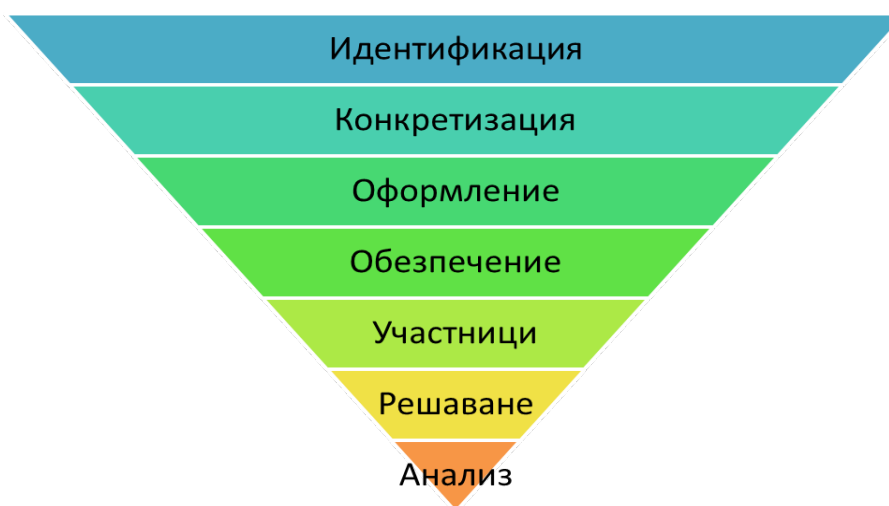 Идентификация
Конкретизация
Оформление
Обезпечение
Участници
Решаване
Анализ